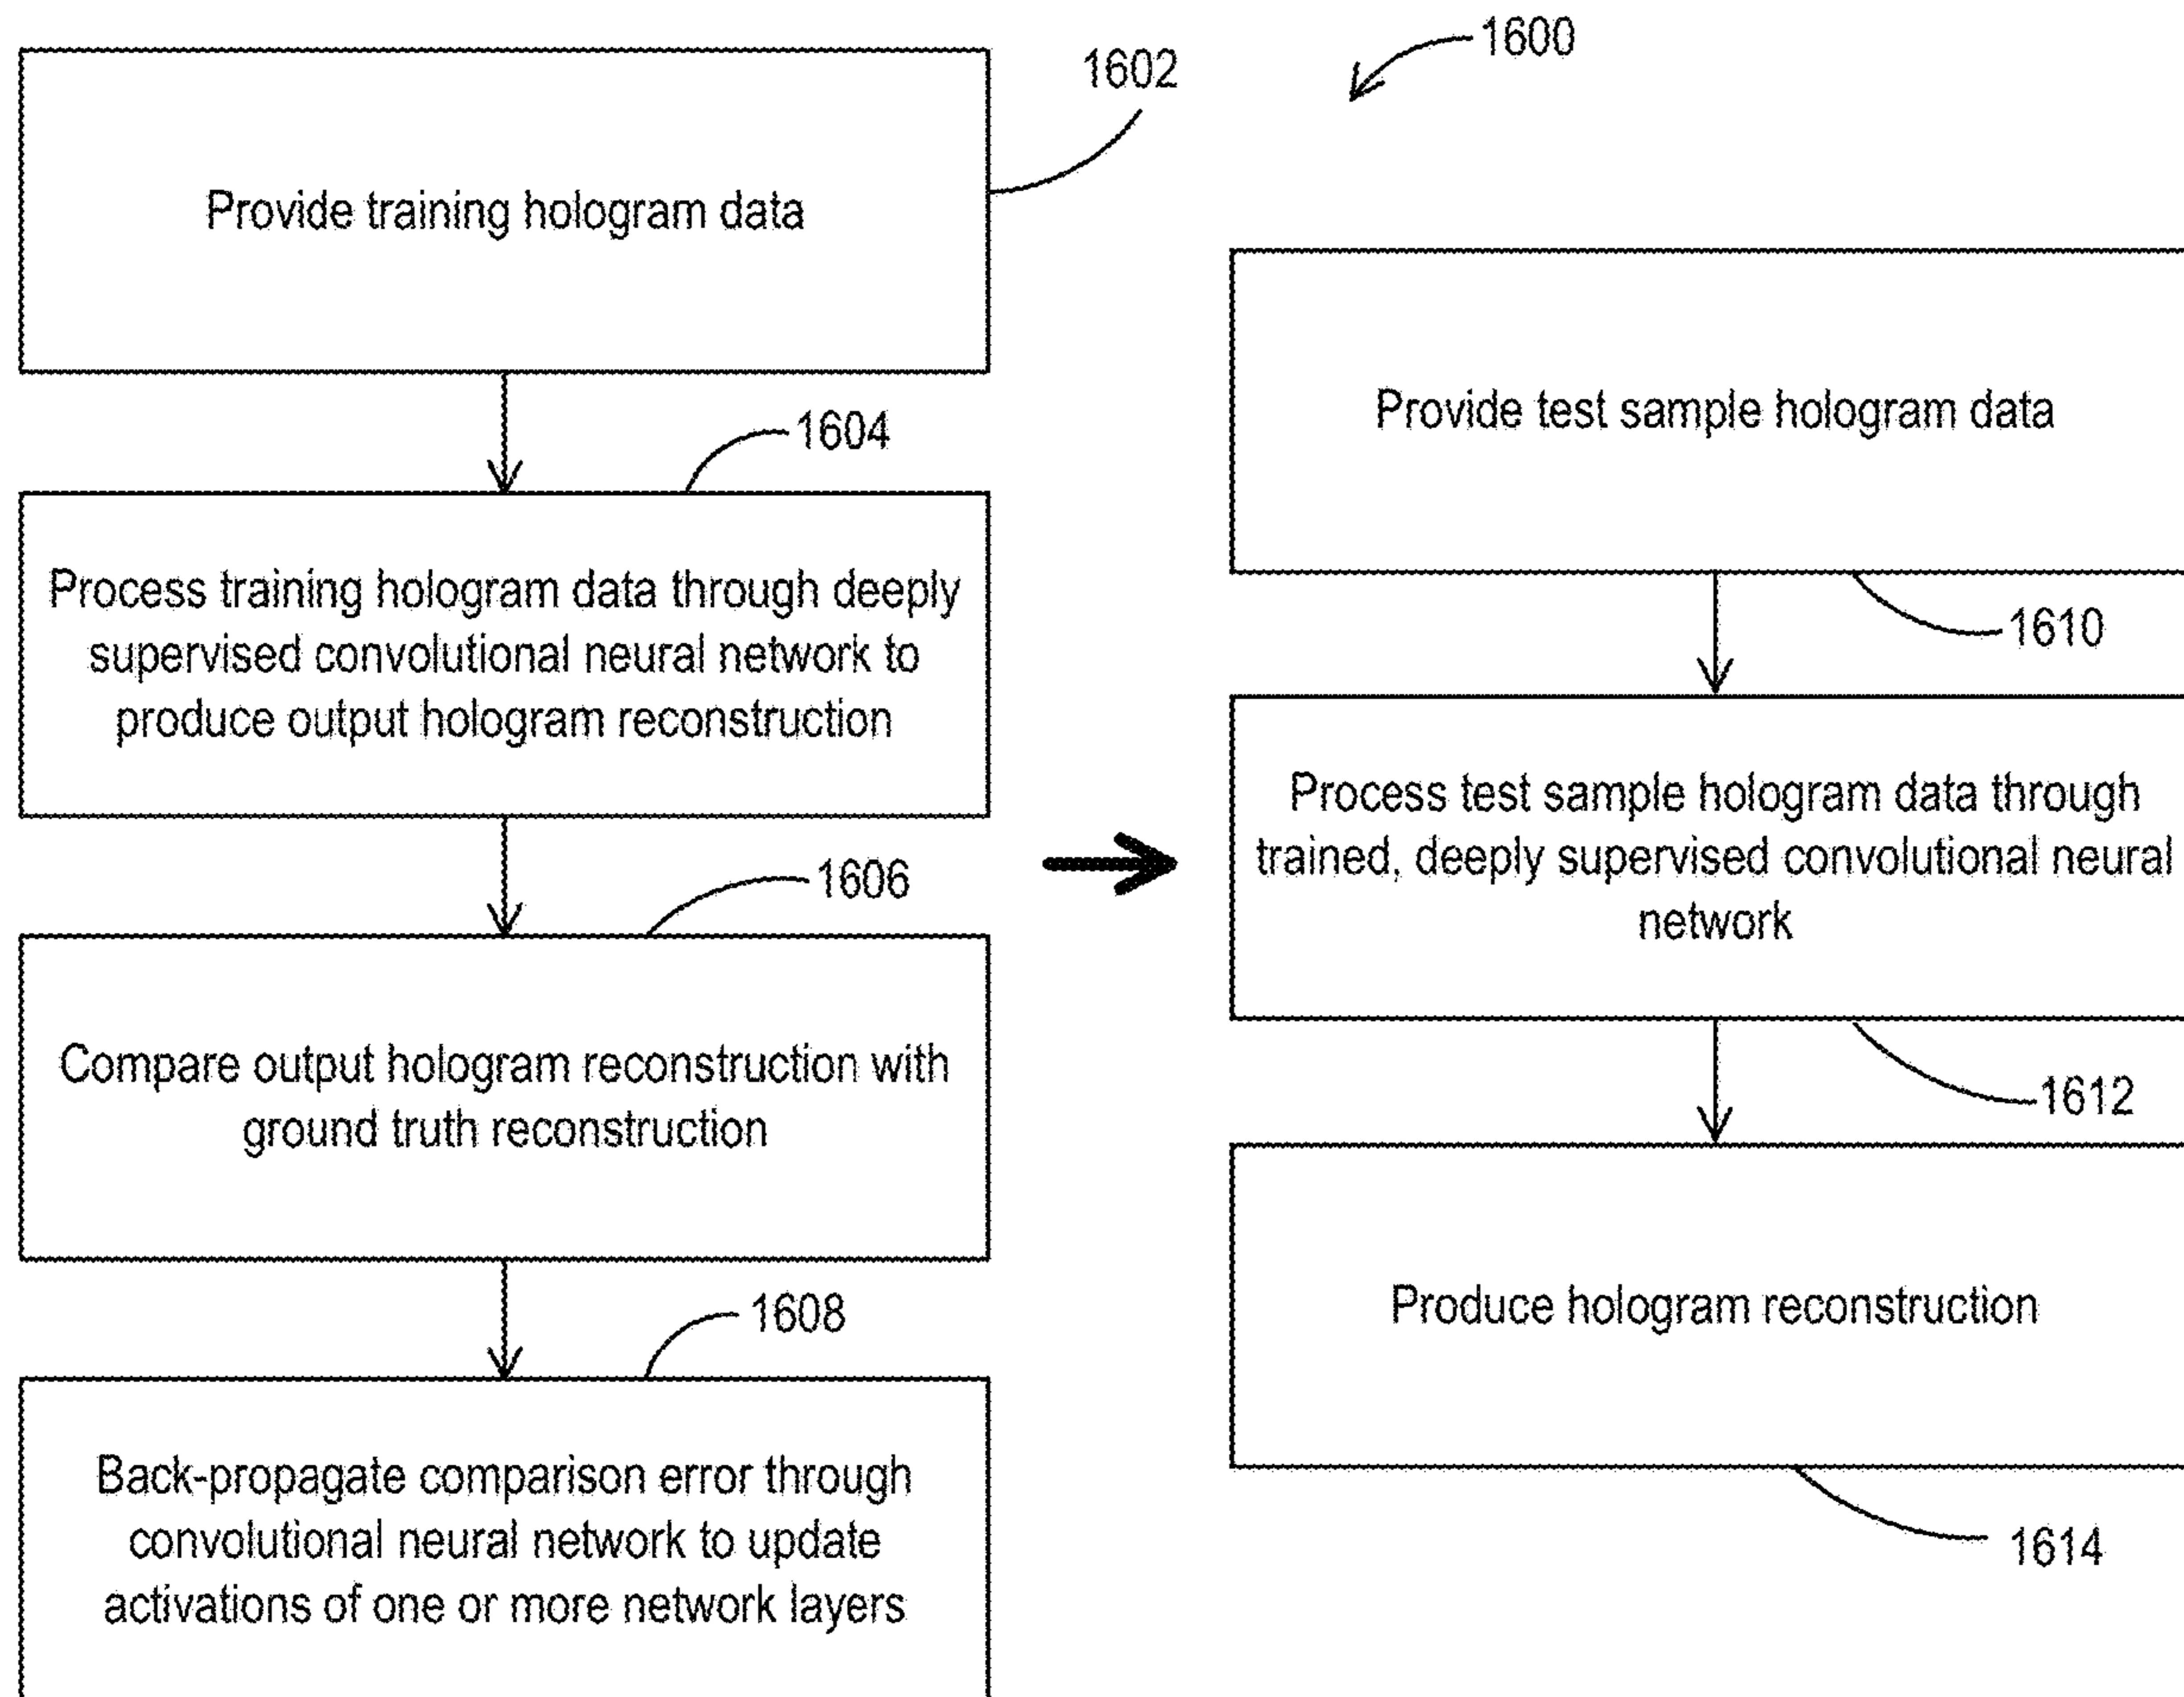 1600
1602
Provide training hologram data
1604
Process training hologram data through deeply
supervised convolutional neural network to
produce output hologram reconstruction
1606
Compare output hologram reconstruction with
ground truth reconstruction
1608
Back-propagate comparison error through
convolutional neural network to update
activations of one or more network layers
Provide test sample hologram data
1610
Process test sample hologram data through
trained, deeply supervised convolutional neural
network
1612
Produce hologram reconstruction
1614